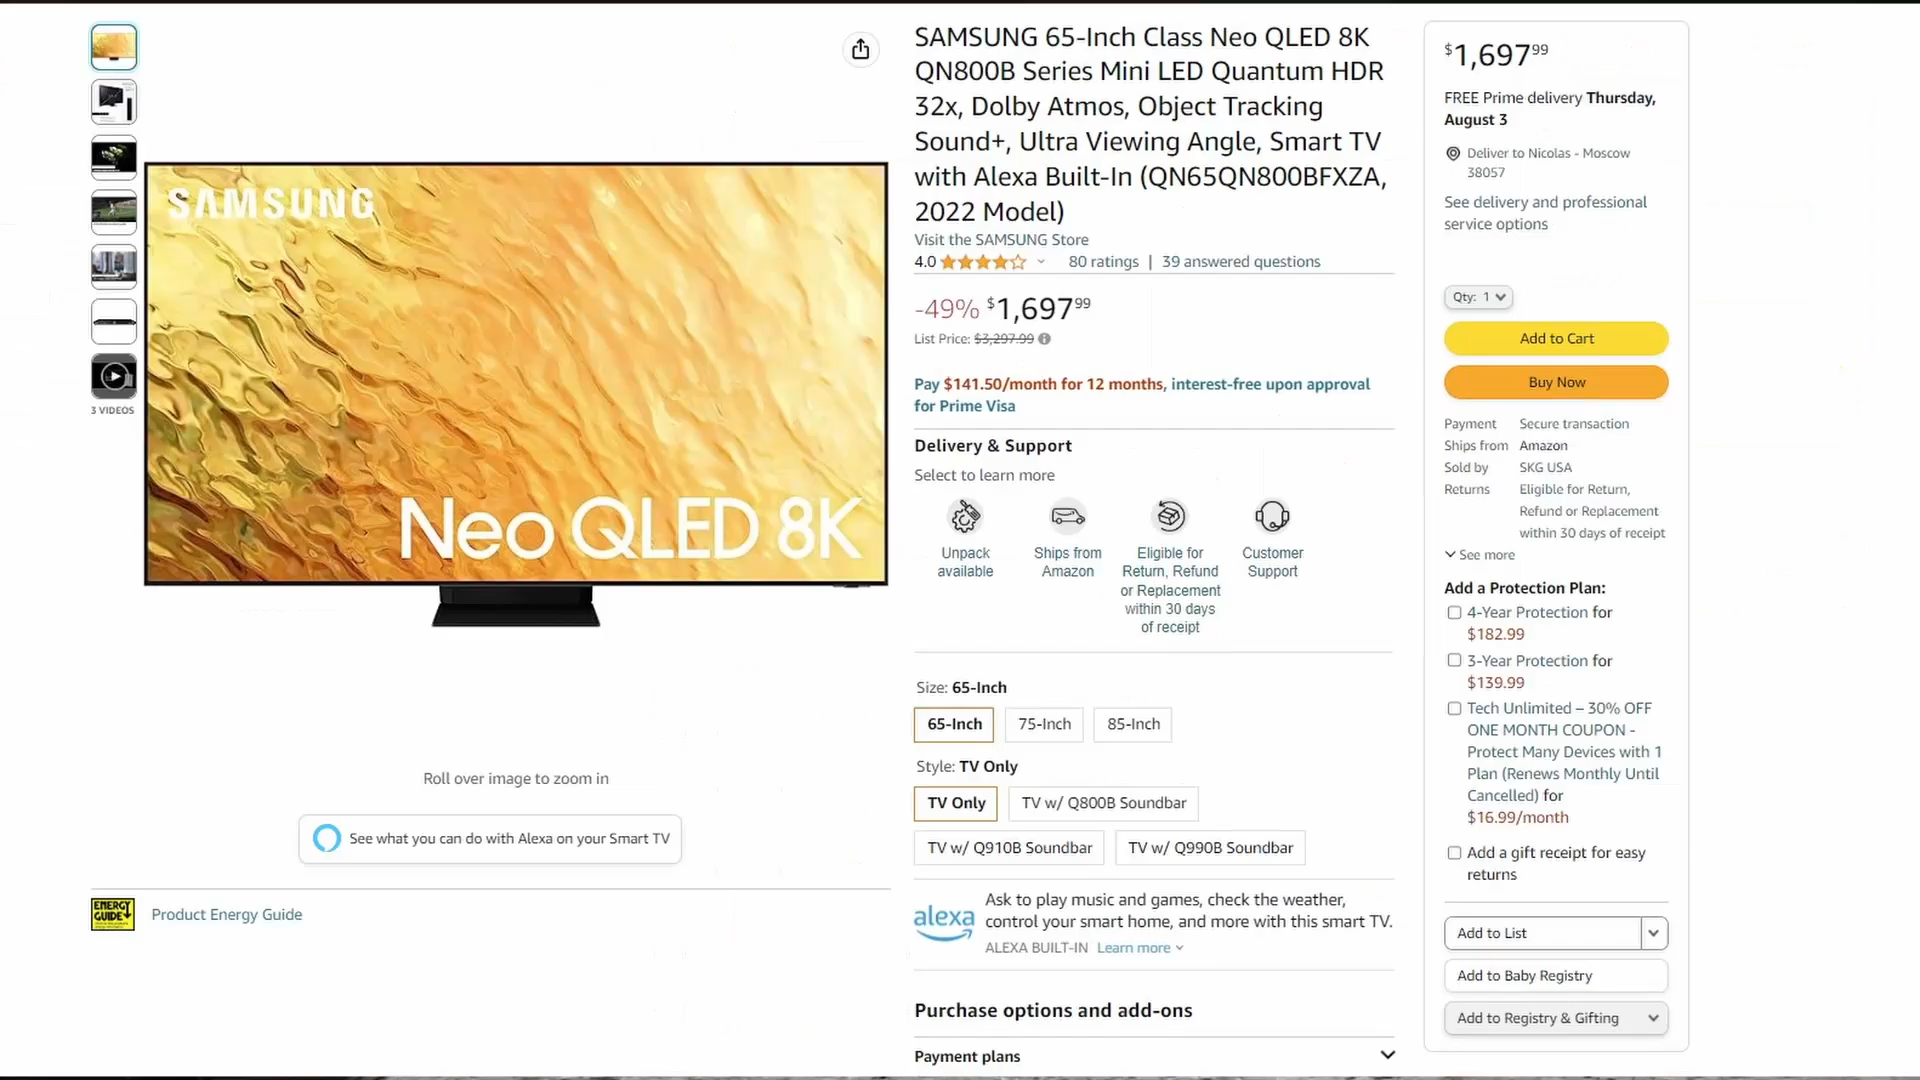 3 VIDEOS
SAMSUNG
Neo QLED 8K
Roll over image to zoom in
See what you can do with Alexa on your Smart TV
ENERGY
GUIDE
Product Energy Guide
SAMSUNG 65-Inch Class Neo QLED 8K
QN800B Series Mini LED Quantum HDR
32x, Dolby Atmos, Object Tracking
Sound+, Ultra Viewing Angle, Smart TV
with Alexa Built-In (QN65QN800BFXZA,
2022 Model)
Visit the SAMSUNG Store
4.0 80 ratings | 39 answered questions
-49% $1,697 99
List Price: $3,297.99
Pay $141.50/month for 12 months, interest-free upon approval
for Prime Visa
Delivery & Support
Select to learn more
Unpack
available
Ships from
Amazon
Eligible for
Return, Refund
or Replacement
within 30 days
of receipt
Customer
Support
Size: 65-Inch
65-Inch 75-Inch 85-Inch
Style: TV Only
TV Only TV w/ Q800B Soundbar
TV w/ Q910B Soundbar TV w/ Q990B Soundbar
alexa
Ask to play music and games, check the weather,
control your smart home, and more with this smart TV.
ALEXA BUILT-IN Learn more
Purchase options and add-ons
Payment plans
$1,697 99
FREE Prime delivery Thursday,
August 3
Deliver to Nicolas - Moscow
38057
See delivery and professional
service options
Qty: 1
Add to Cart
Buy Now
Payment Secure transaction
Ships from Amazon
Sold by SKG USA
Returns Eligible for Return,
Refund or Replacement
within 30 days of receipt
See more
Add a Protection Plan:
4-Year Protection for
$182.99
3-Year Protection for
$139.99
Tech Unlimited – 30% OFF
ONE MONTH COUPON -
Protect Many Devices with 1
Plan (Renews Monthly Until
Cancelled) for
$16.99/month
Add a gift receipt for easy
returns
Add to List
Add to Baby Registry
Add to Registry & Gifting